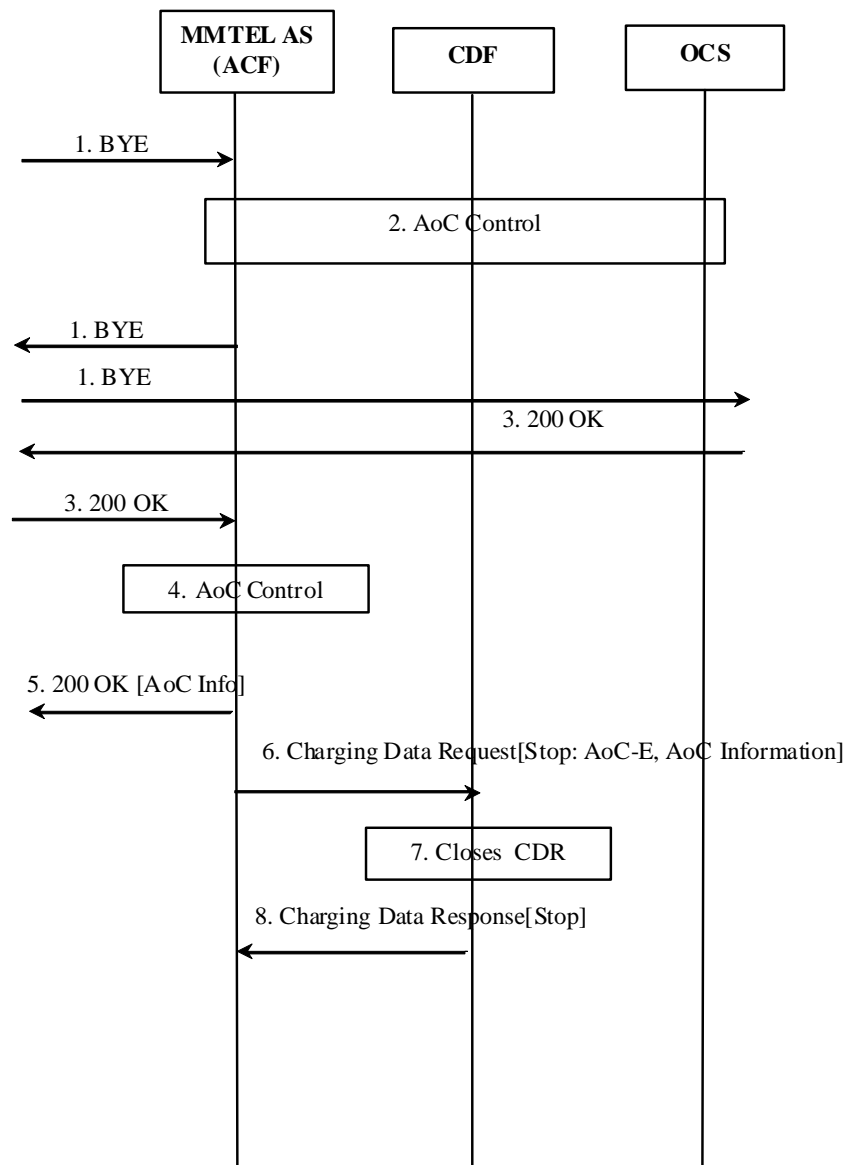 MMTEL AS
(ACF)
CDF
OCS
1. BYE
2. AoC Control
1. BYE
1. BYE
3. 200 OK
3. 200 OK
4. AoC Control
5. 200 OK [AoC Info]
6. Charging Data Request[Stop: AoC-E, AoC Information]
7. Closes CDR
8. Charging Data Response[Stop]